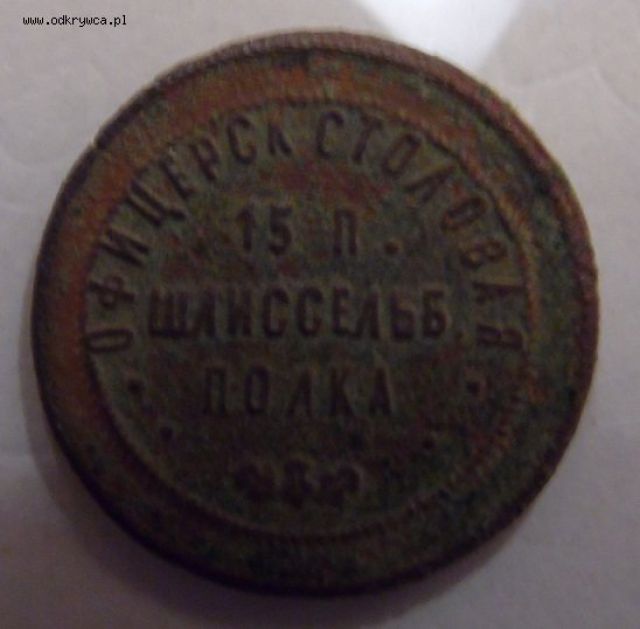 www.odkrywca.pl
ОФИЦЕРСК СТОЛОВАЯ
15 П.
ШЛИССЕЛЬБ.
ПОЛКА